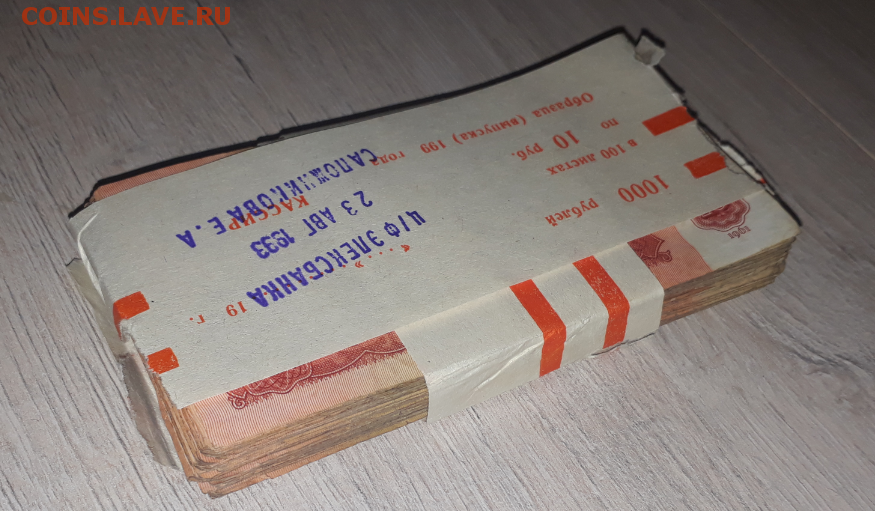 COINS.LAVE.RU
1000 рублей
в 100 листах
по 10 руб.
Образца (выпуска) 199 года
«...» 19 г.
КАССИР
Ц/Ф ЭЛЕКСБАНКА
23 АВГ 1993
САПОЖНИКОВА Е.А
1961